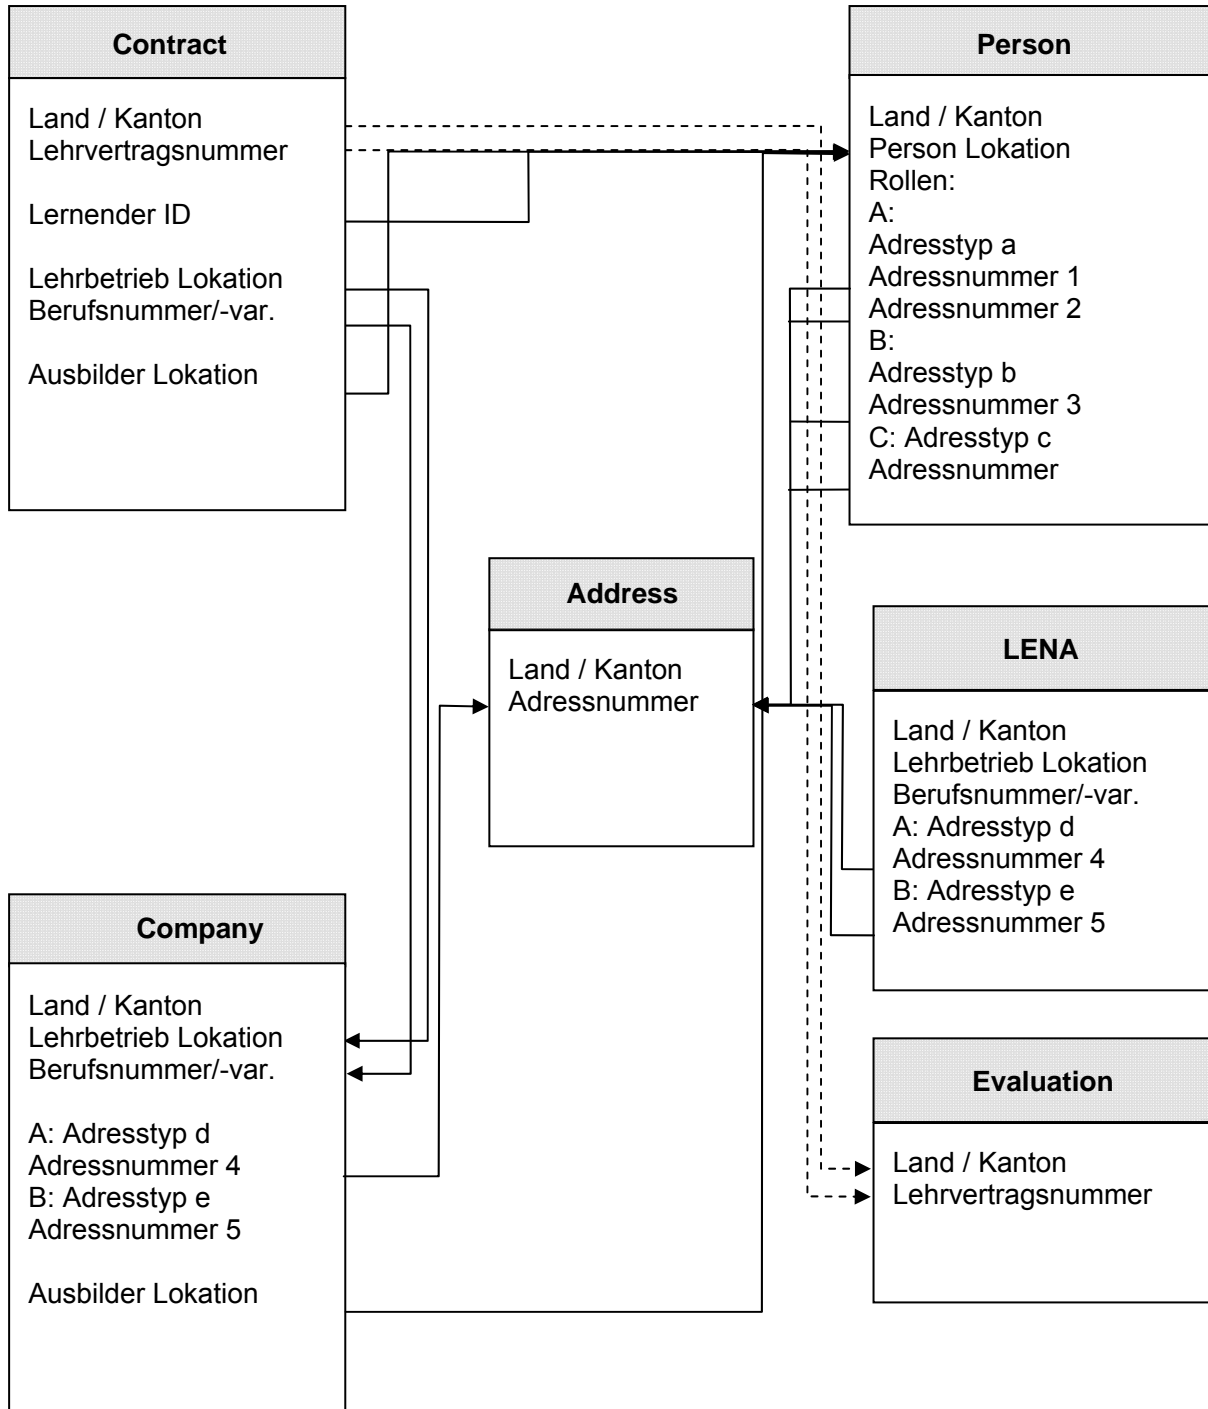 Contract
Land / Kanton
Lehrvertragsnummer
Lernender ID
Lehrbetrieb Lokation
Berufsnummer/-var.
Ausbilder Lokation
Person
Land / Kanton
Person Lokation
Rollen:
A:
Adresstyp a
Adressnummer 1
Adressnummer 2
B:
Adresstyp b
Adressnummer 3
C: Adresstyp c
Adressnummer
Address
Land / Kanton
Adressnummer
LENA
Land / Kanton
Lehrbetrieb Lokation
Berufsnummer/-var.
A: Adresstyp d
Adressnummer 4
B: Adresstyp e
Adressnummer 5
Company
Land / Kanton
Lehrbetrieb Lokation
Berufsnummer/-var.
A: Adresstyp d
Adressnummer 4
B: Adresstyp e
Adressnummer 5
Ausbilder Lokation
Evaluation
Land / Kanton
Lehrvertragsnummer